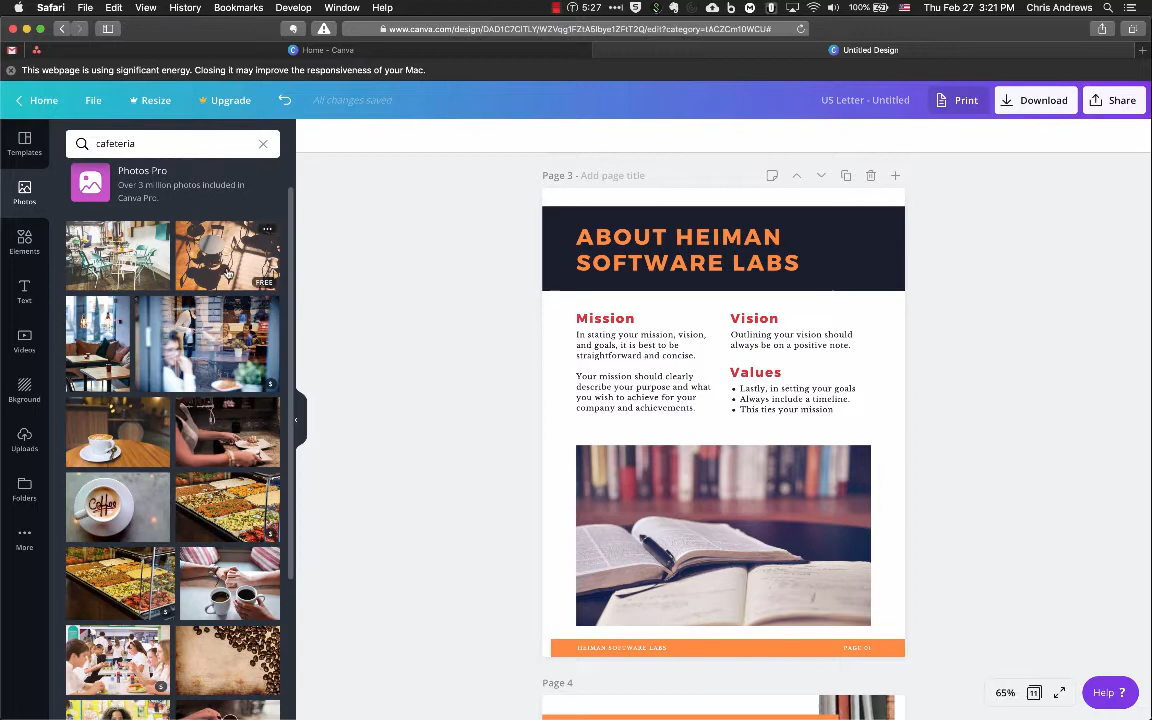 Safari File Edit View History Bookmarks Develop Window Help
5:27
100%
Thu Feb 27 3:21 PM Chris Andrews
www.canva.com/design/DAD1C7CITLY/WZVqg1FZtA5Ibye1ZFtT2Q/edit?category=tACZCm10WCU#
Home - Canva
Untitled Design
This webpage is using significant energy. Closing it may improve the responsiveness of your Mac.
Home
File
Resize
Upgrade
All changes saved
US Letter - Untitled
Print
Download
Share
Templates
Photos
Elements
Text
Videos
Bkground
Uploads
Folders
More
cafeteria
Photos Pro
Over 3 million photos included in
Canva Pro.
FREE
Coffee
Page 3 - Add page title
ABOUT HEIMAN
SOFTWARE LABS
Mission
In stating your mission, vision,
and goals, it is best to be
straightforward and concise.
Your mission should clearly
describe your purpose and what
you wish to achieve for your
company and achievements.
Vision
Outlining your vision should
always be on a positive note.
Values
• Lastly, in setting your goals
• Always include a timeline.
• This ties your mission
HEIMAN SOFTWARE LABS
PAGE 01
Page 4
65%
11
Help ?